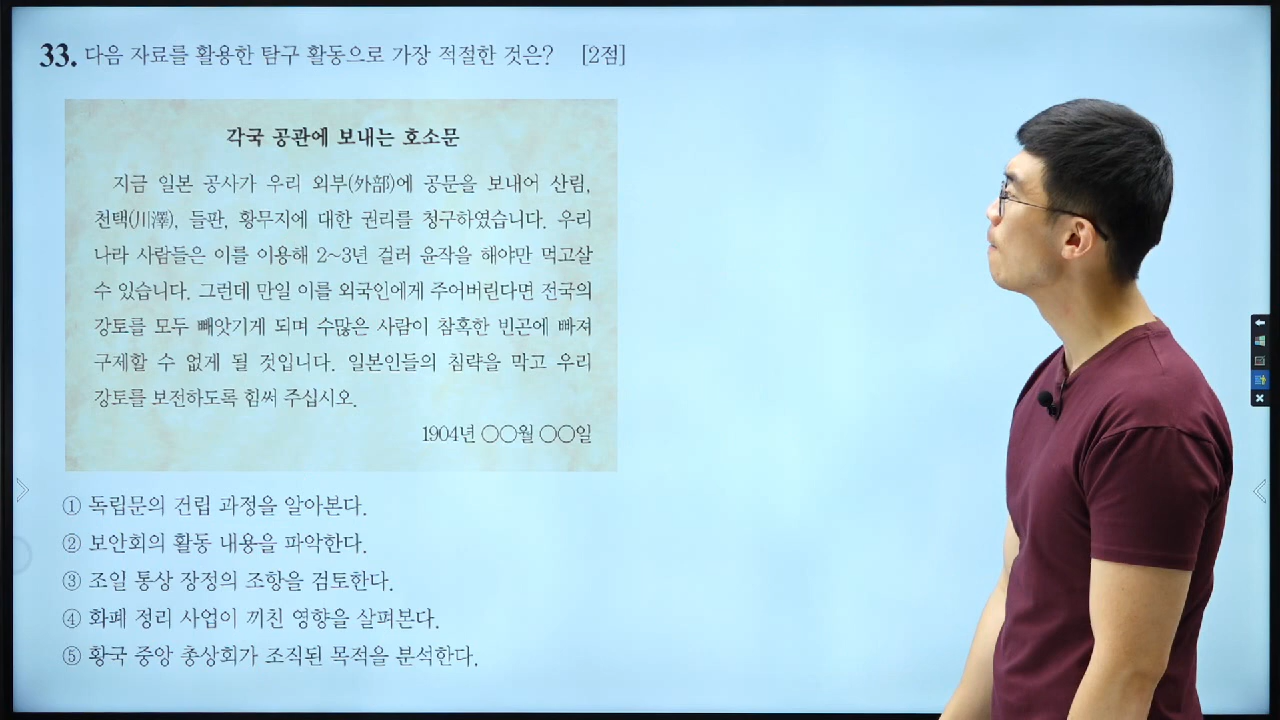 33. 다음 자료를 활용한 탐구 활동으로 가장 적절한 것은? [2점]
각국 공관에 보내는 호소문
지금 일본 공사가 우리 외부(外部)에 공문을 보내어 산림,
천택(川澤), 들판, 황무지에 대한 권리를 청구하였습니다. 우리
나라 사람들은 이를 이용해 2~3년 걸러 윤작을 해야만 먹고살
수 있습니다. 그런데 만일 이를 외국인에게 주어버린다면 전국의
강토를 모두 빼앗기게 되며 수많은 사람이 참혹한 빈곤에 빠져
구제할 수 없게 될 것입니다. 일본인들의 침략을 막고 우리
강토를 보전하도록 힘써 주십시오.
1904년 ○○월 ○○일
① 독립문의 건립 과정을 알아본다.
② 보안회의 활동 내용을 파악한다.
③ 조일 통상 장정의 조항을 검토한다.
④ 화폐 정리 사업이 끼친 영향을 살펴본다.
⑤ 황국 중앙 총상회가 조직된 목적을 분석한다.